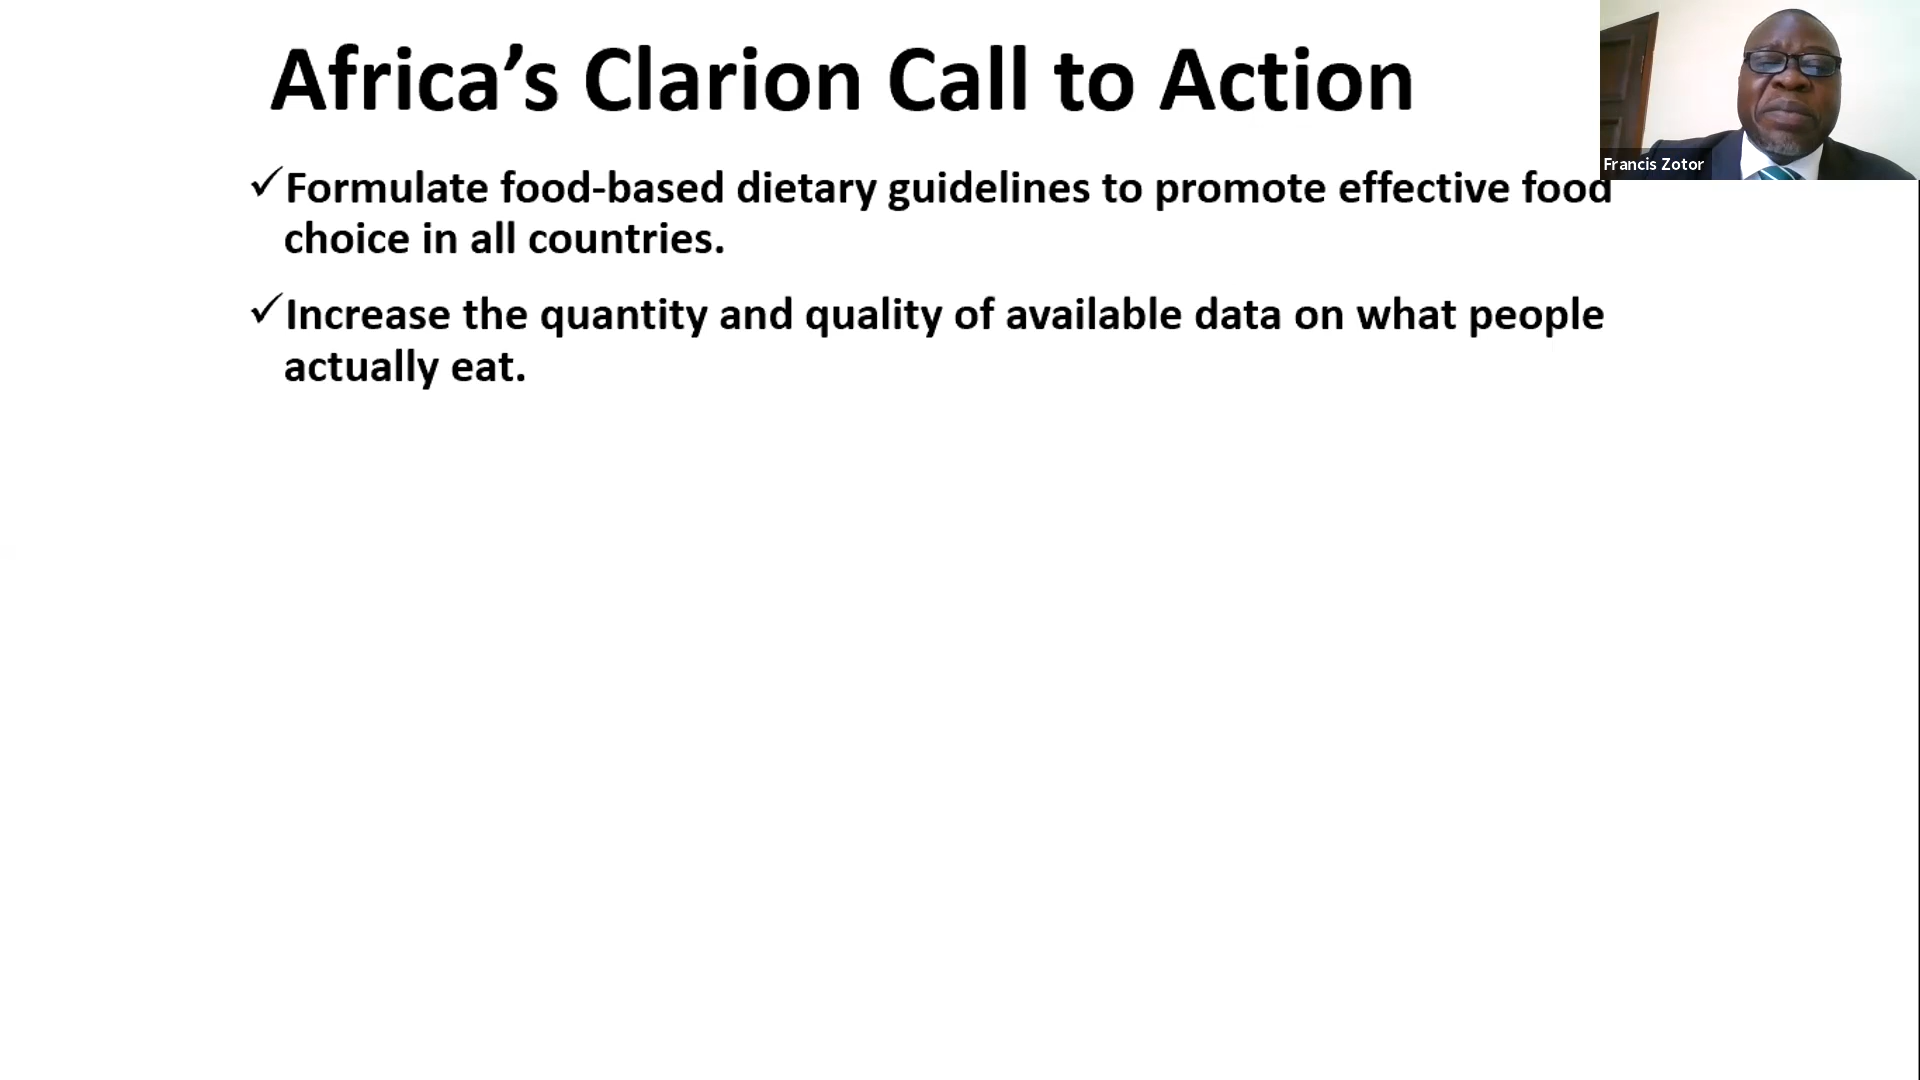 Africa’s Clarion Call to Action
Francis Zotor
✓Formulate food-based dietary guidelines to promote effective food
choice in all countries.
✓Increase the quantity and quality of available data on what people
actually eat.